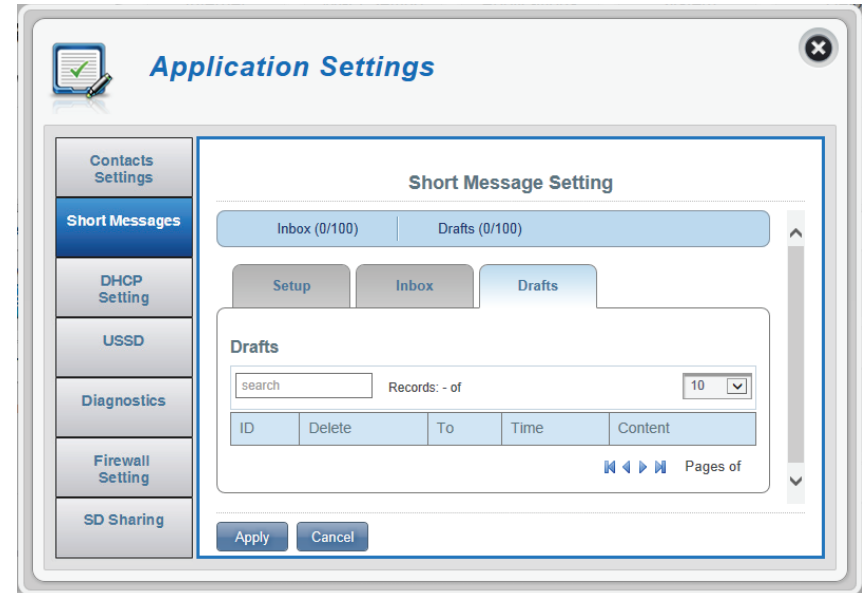 Application Settings
Contacts
Settings
Short Messages
DHCP
Setting
USSD
Diagnostics
Firewall
Setting
SD Sharing
Short Message Setting
Inbox (0/100) Drafts (0/100)
Setup Inbox Drafts
Drafts
search Records: - of 10
ID Delete To Time Content
Pages of
Apply Cancel